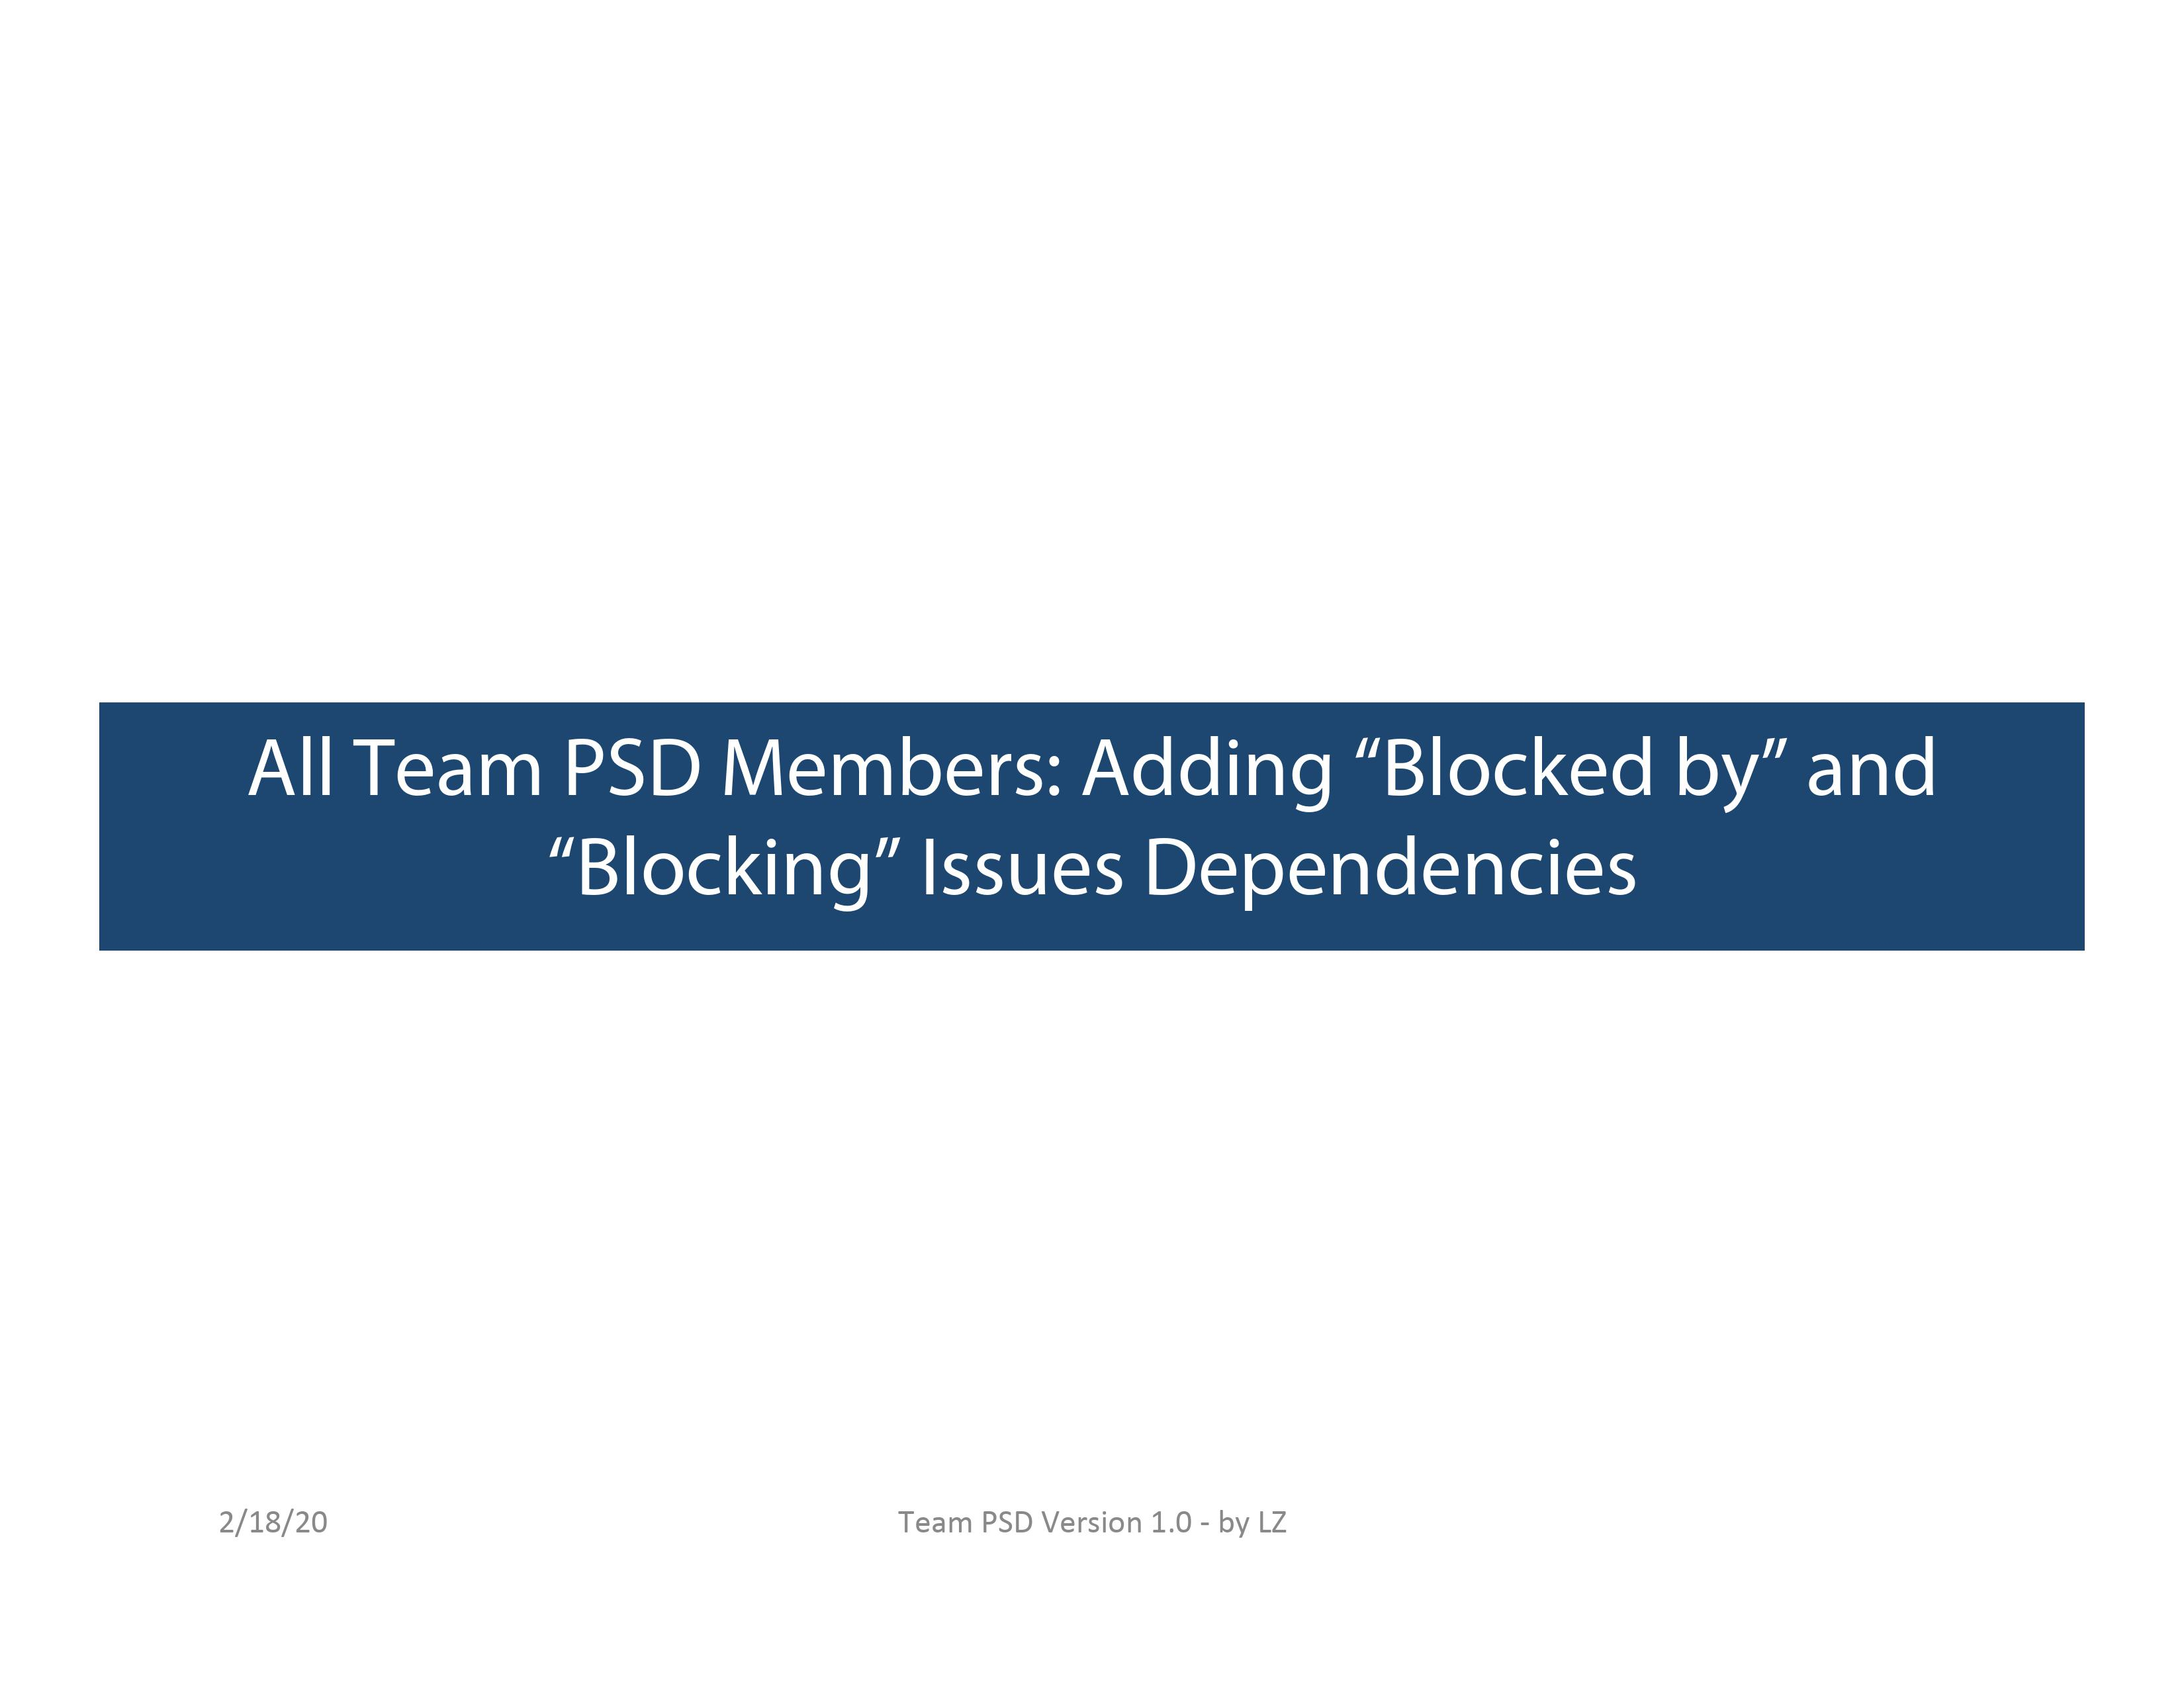 All Team PSD Members: Adding “Blocked by” and
“Blocking” Issues Dependencies
2/18/20
Team PSD Version 1.0 - by LZ